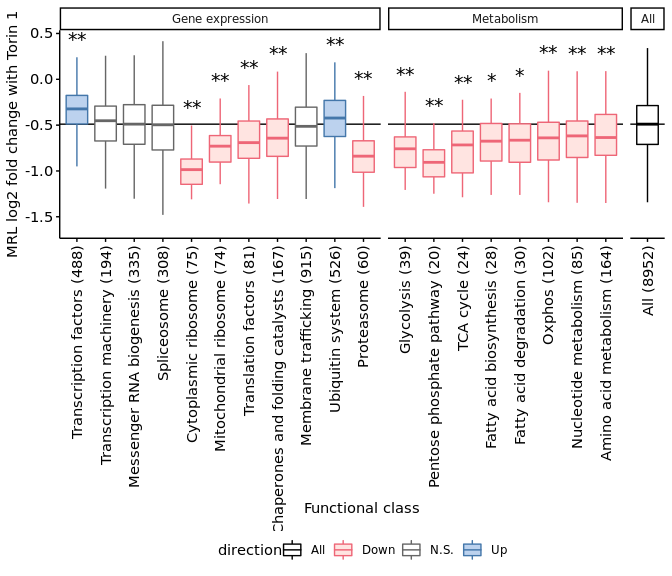 Gene expression
Metabolism
All
MRL log2 fold change with Torin 1
0.5
0.0
-0.5
-1.0
-1.5
**
**
**
**
**
**
**
**
**
**
*
*
**
**
**
Transcription factors (488)
Transcription machinery (194)
Messenger RNA biogenesis (335)
Spliceosome (308)
Cytoplasmic ribosome (75)
Mitochondrial ribosome (74)
Translation factors (81)
Chaperones and folding catalysts (167)
Membrane trafficking (915)
Ubiquitin system (526)
Proteasome (60)
Glycolysis (39)
Pentose phosphate pathway (20)
TCA cycle (24)
Fatty acid biosynthesis (28)
Fatty acid degradation (30)
Oxphos (102)
Nucleotide metabolism (85)
Amino acid metabolism (164)
All (8952)
Functional class
direction All Down N.S. Up